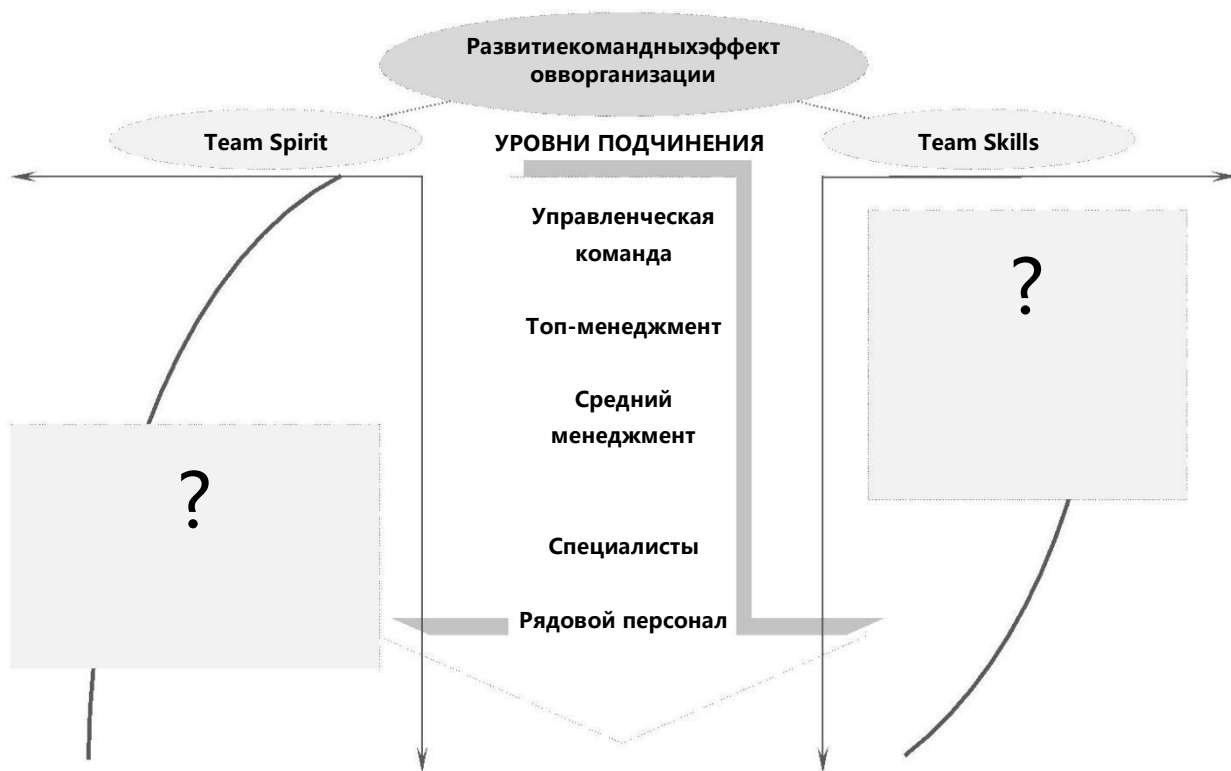 Развитиекомандныхэффект
овворганизации
Team Spirit
УРОВНИ ПОДЧИНЕНИЯ
Team Skills
Управленческая
команда
?
Топ-менеджмент
Средний
менеджмент
?
Специалисты
Рядовой персонал